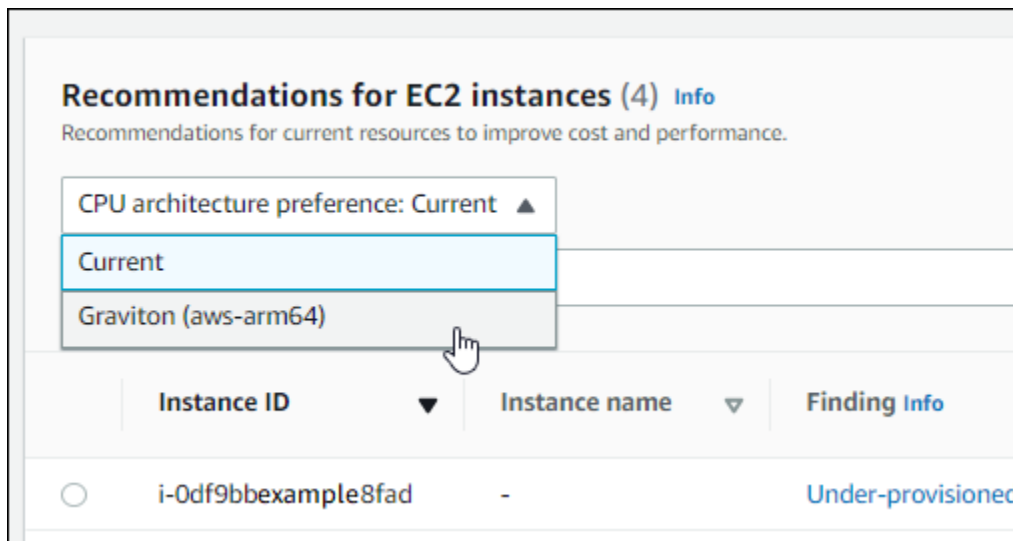 Recommendations for EC2 instances (4) Info
Recommendations for current resources to improve cost and performance.
CPU architecture preference: Current
Current
Graviton (aws-arm64)
Instance ID Instance name Finding Info
i-0df9bbexample8fad - Under-provisioned